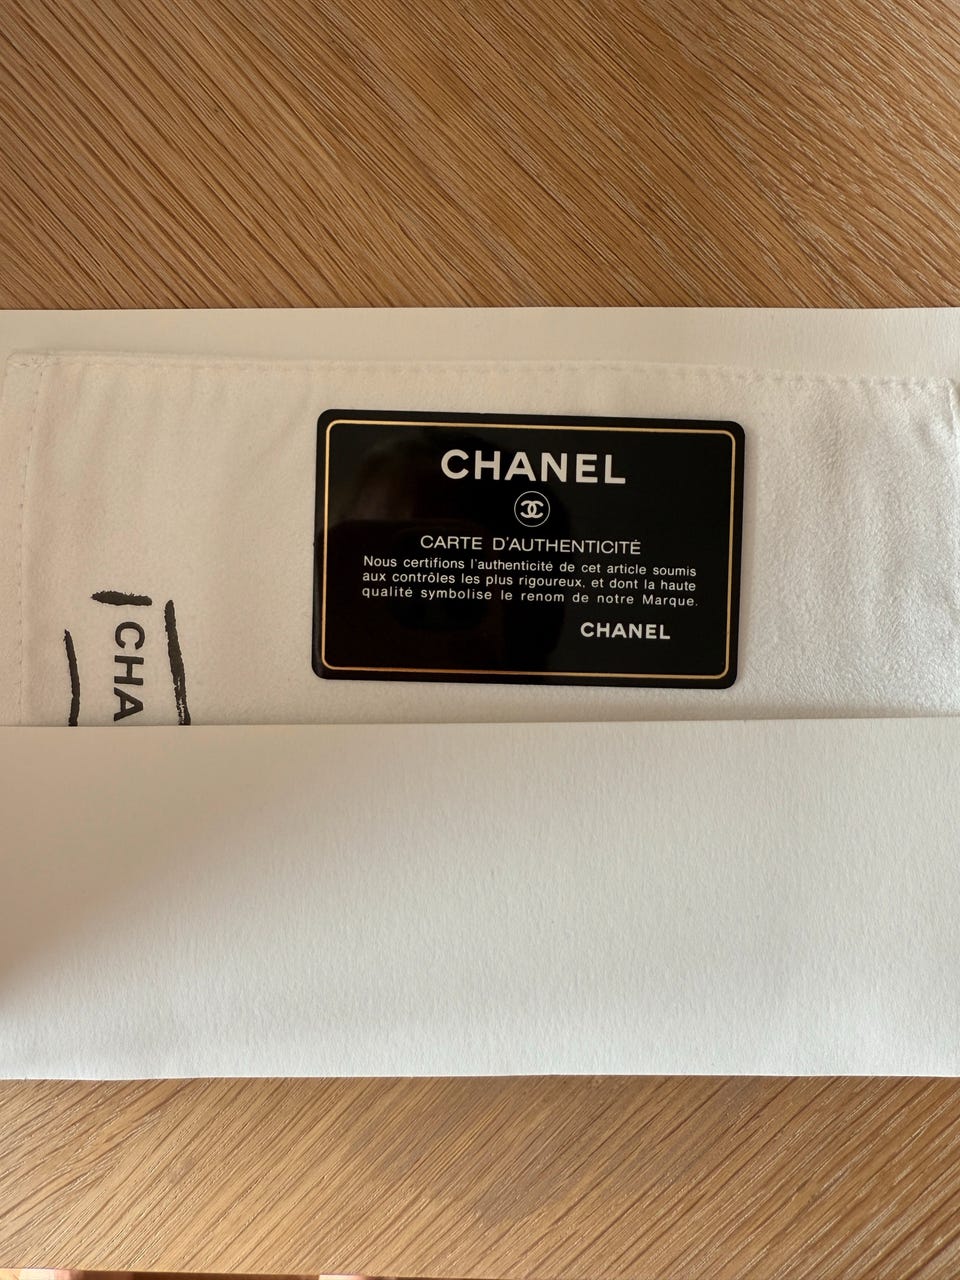 CHANEL
CARTE D'AUTHENTICITÉ
Nous certifions l'authenticité de cet article soumis
aux contrôles les plus rigoureux, et dont la haute
qualité symbolise le renom de notre Marque.
CHANEL
CHA